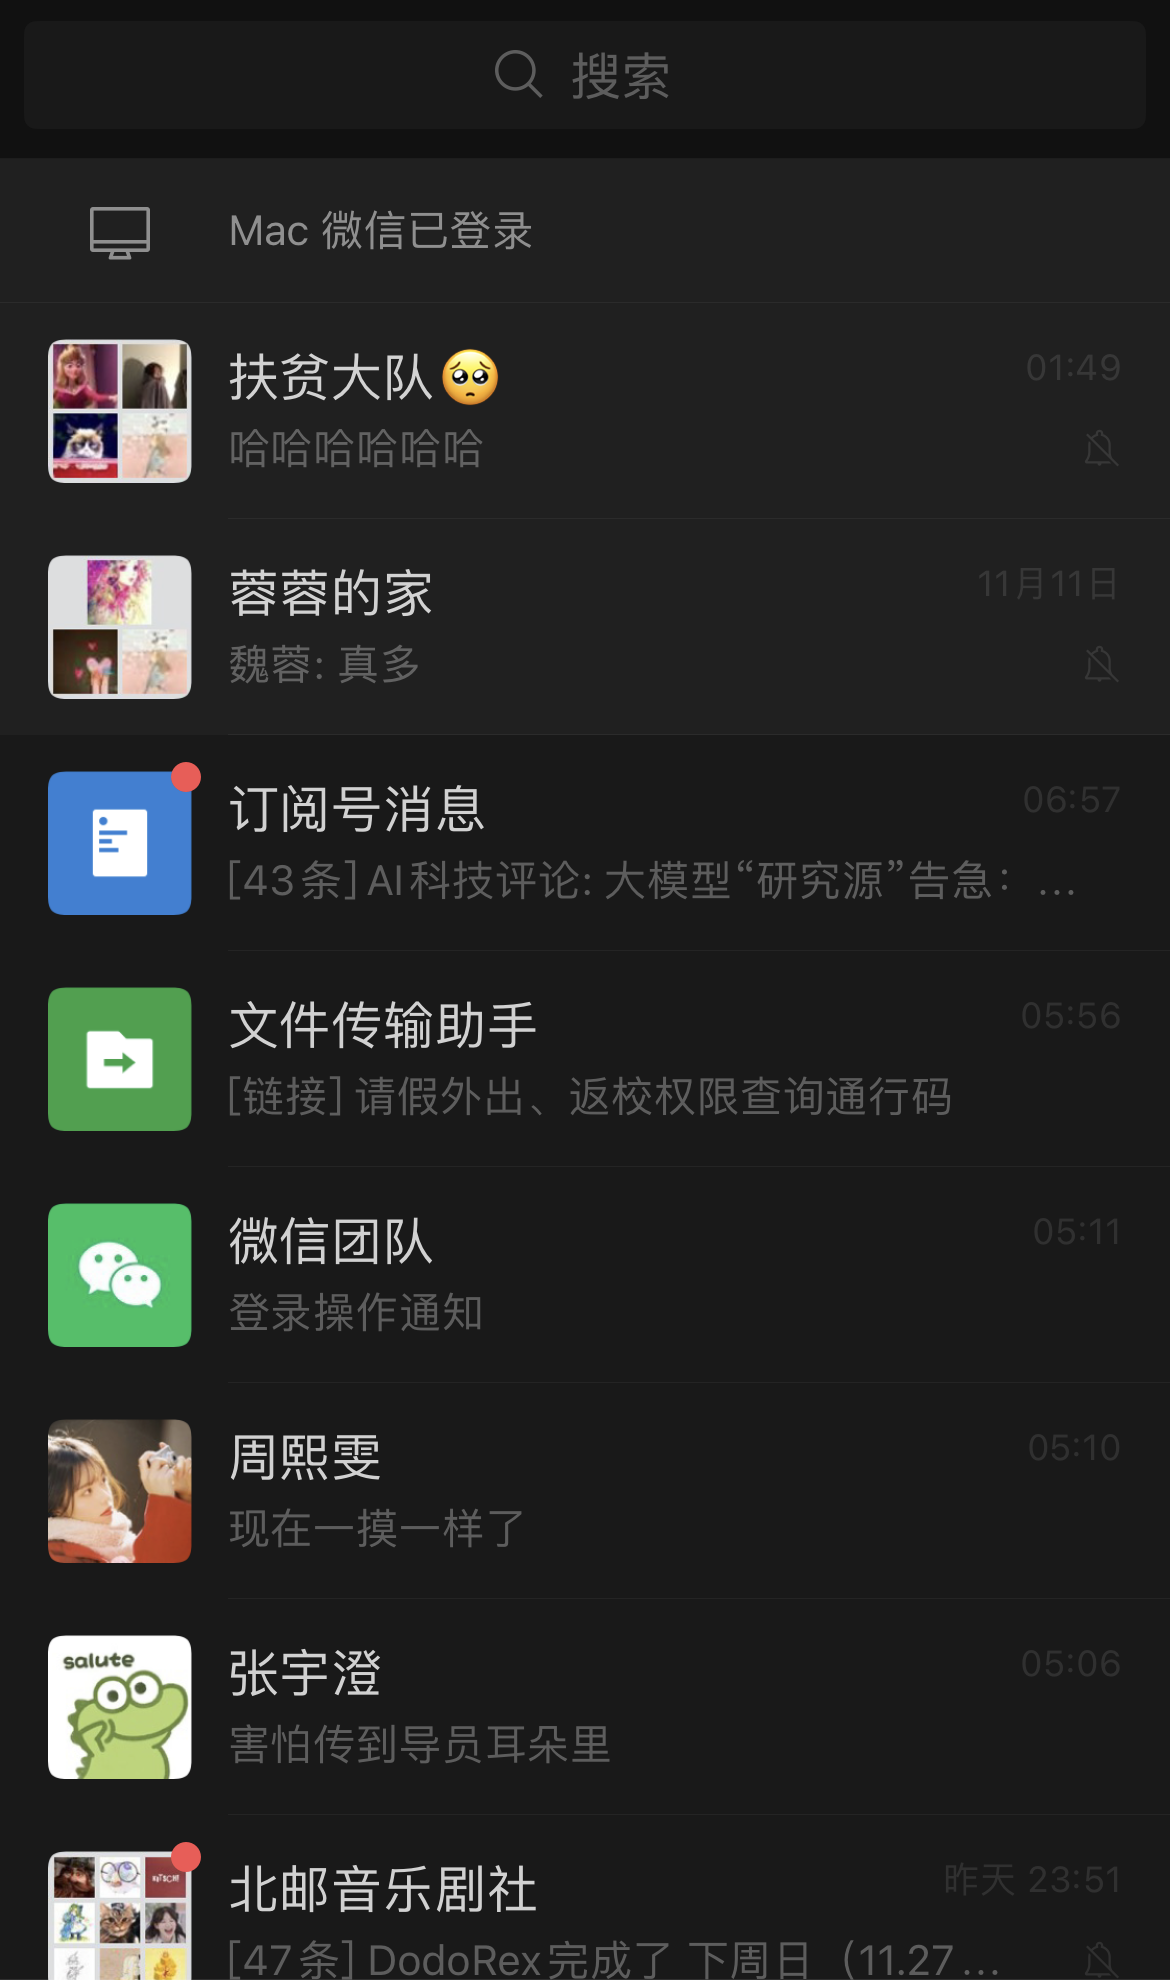 搜索
Mac 微信已登录
扶贫大队🥺
01:49
哈哈哈哈哈哈
蓉蓉的家
11月11日
魏蓉: 真多
订阅号消息
06:57
[43条]AI科技评论: 大模型“研究源”告急：...
文件传输助手
05:56
[链接] 请假外出、返校权限查询通行码
微信团队
05:11
登录操作通知
周熙雯
05:10
现在一摸一样了
salute
张宇澄
05:06
害怕传到导员耳朵里
北邮音乐剧社
昨天 23:51
[47条] DodoRex完成了 下周日（11.27...